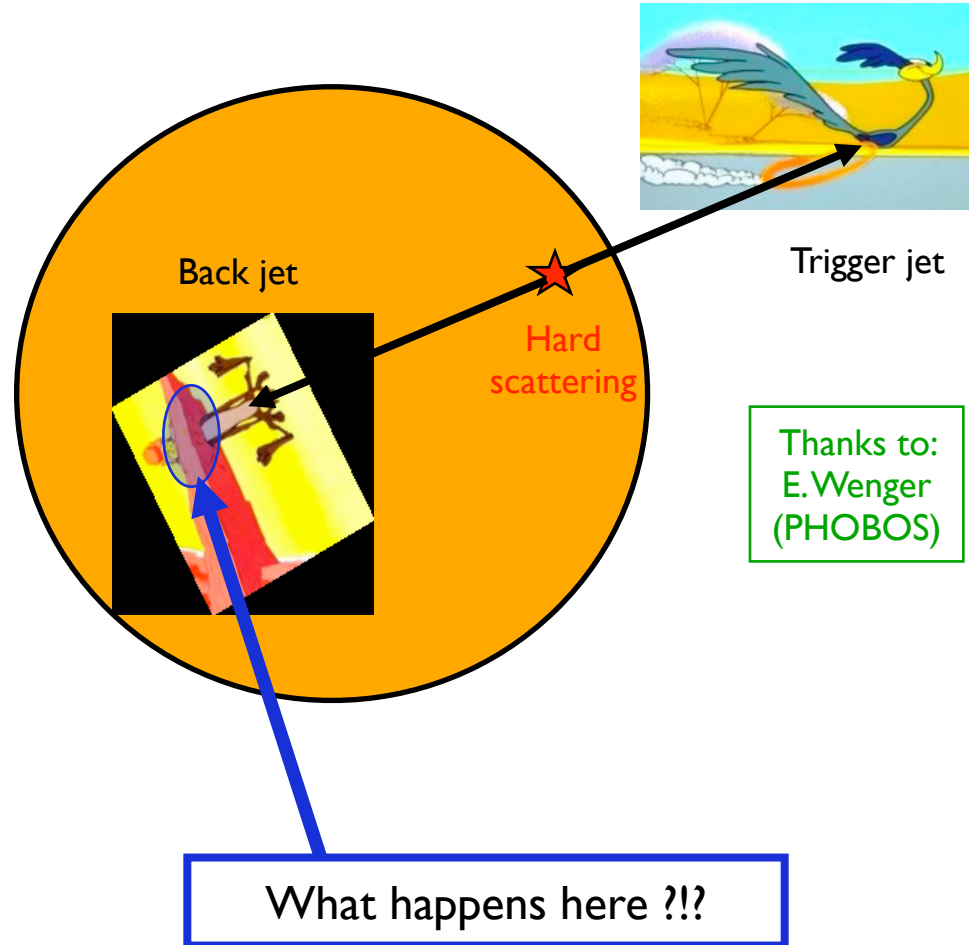 Trigger jet
Back jet
Hard
scattering
Thanks to:
E. Wenger
(PHOBOS)
What happens here ?!?